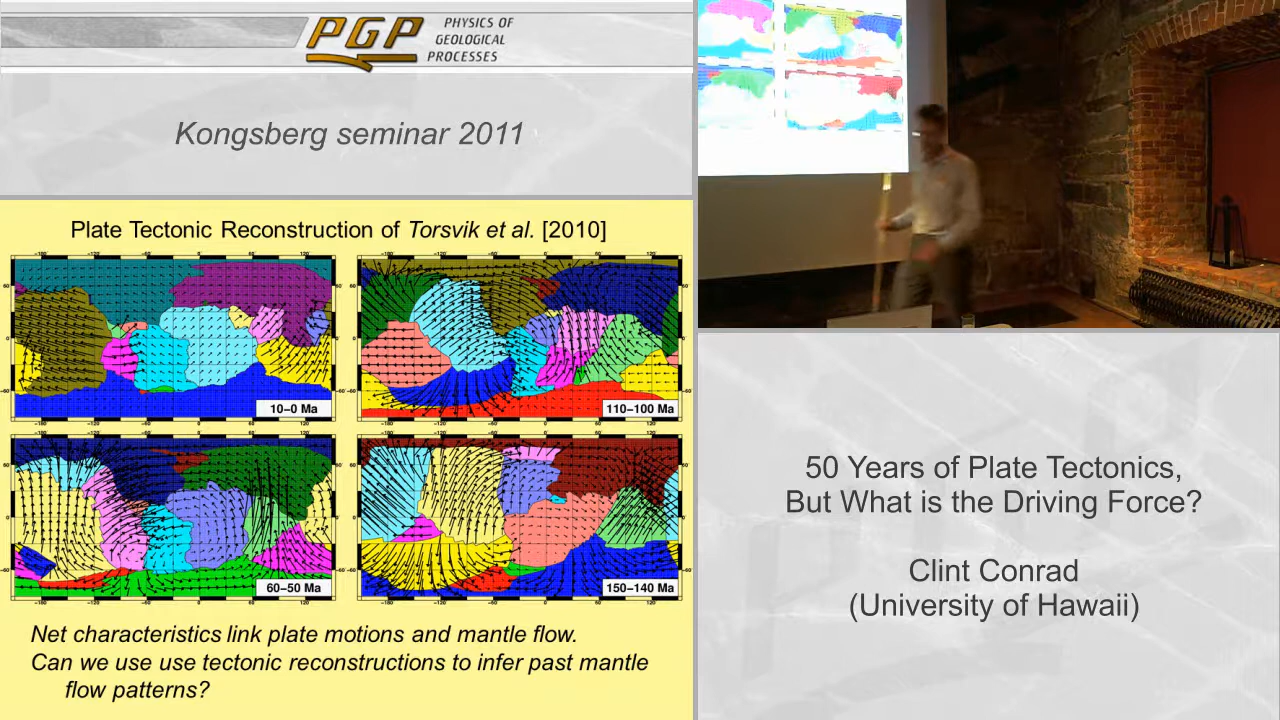 PGP
PHYSICS OF
GEOLOGICAL
PROCESSES
Kongsberg seminar 2011
Plate Tectonic Reconstruction of Torsvik et al. [2010]
10–0 Ma
110–100 Ma
60–50 Ma
150–140 Ma
Net characteristics link plate motions and mantle flow.
Can we use use tectonic reconstructions to infer past mantle
flow patterns?
50 Years of Plate Tectonics,
But What is the Driving Force?
Clint Conrad
(University of Hawaii)